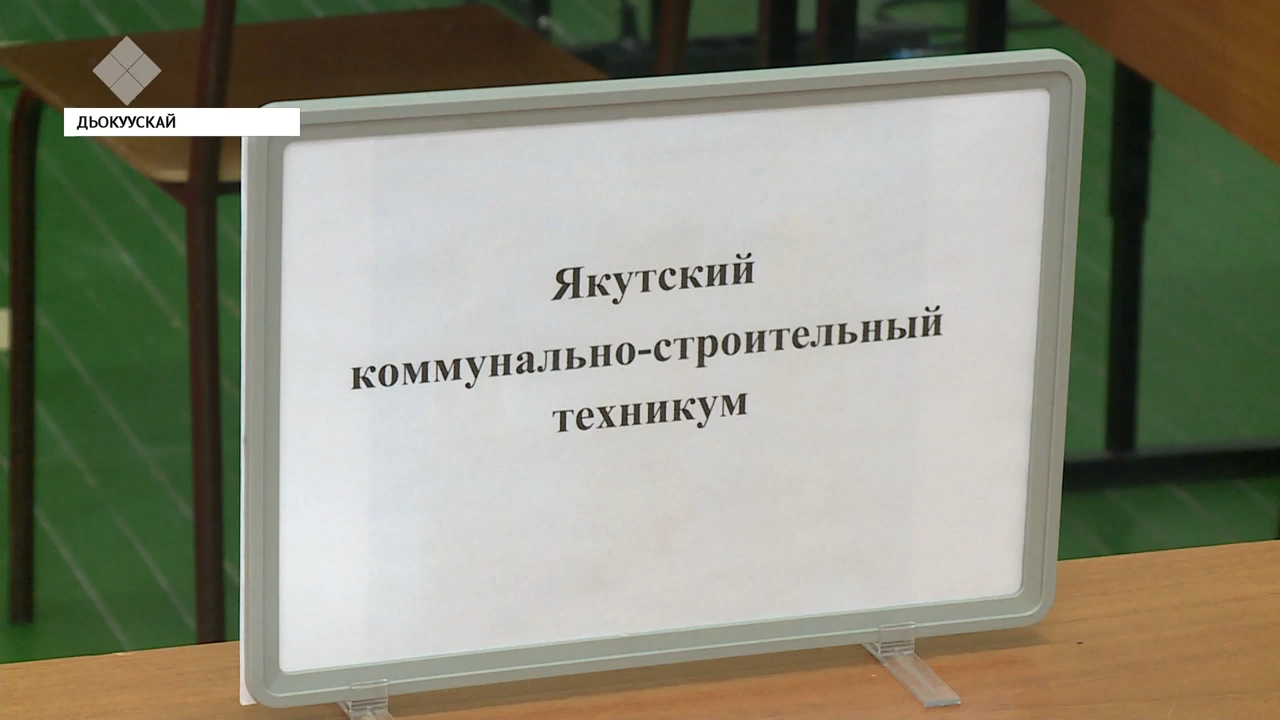 ДЬОКУУСКАЙ
Якутский
коммунально-строительный
техникум